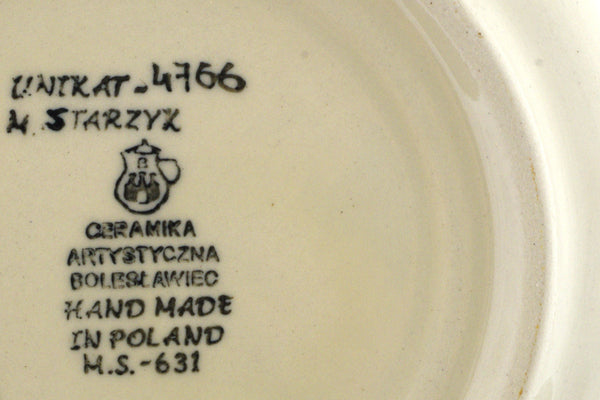 UNIKAT-4766
M. STARZYK
CERAMIKA
ARTYSTYCZNA
BOLESŁAWIEC
HAND MADE
IN POLAND
M.S.-631